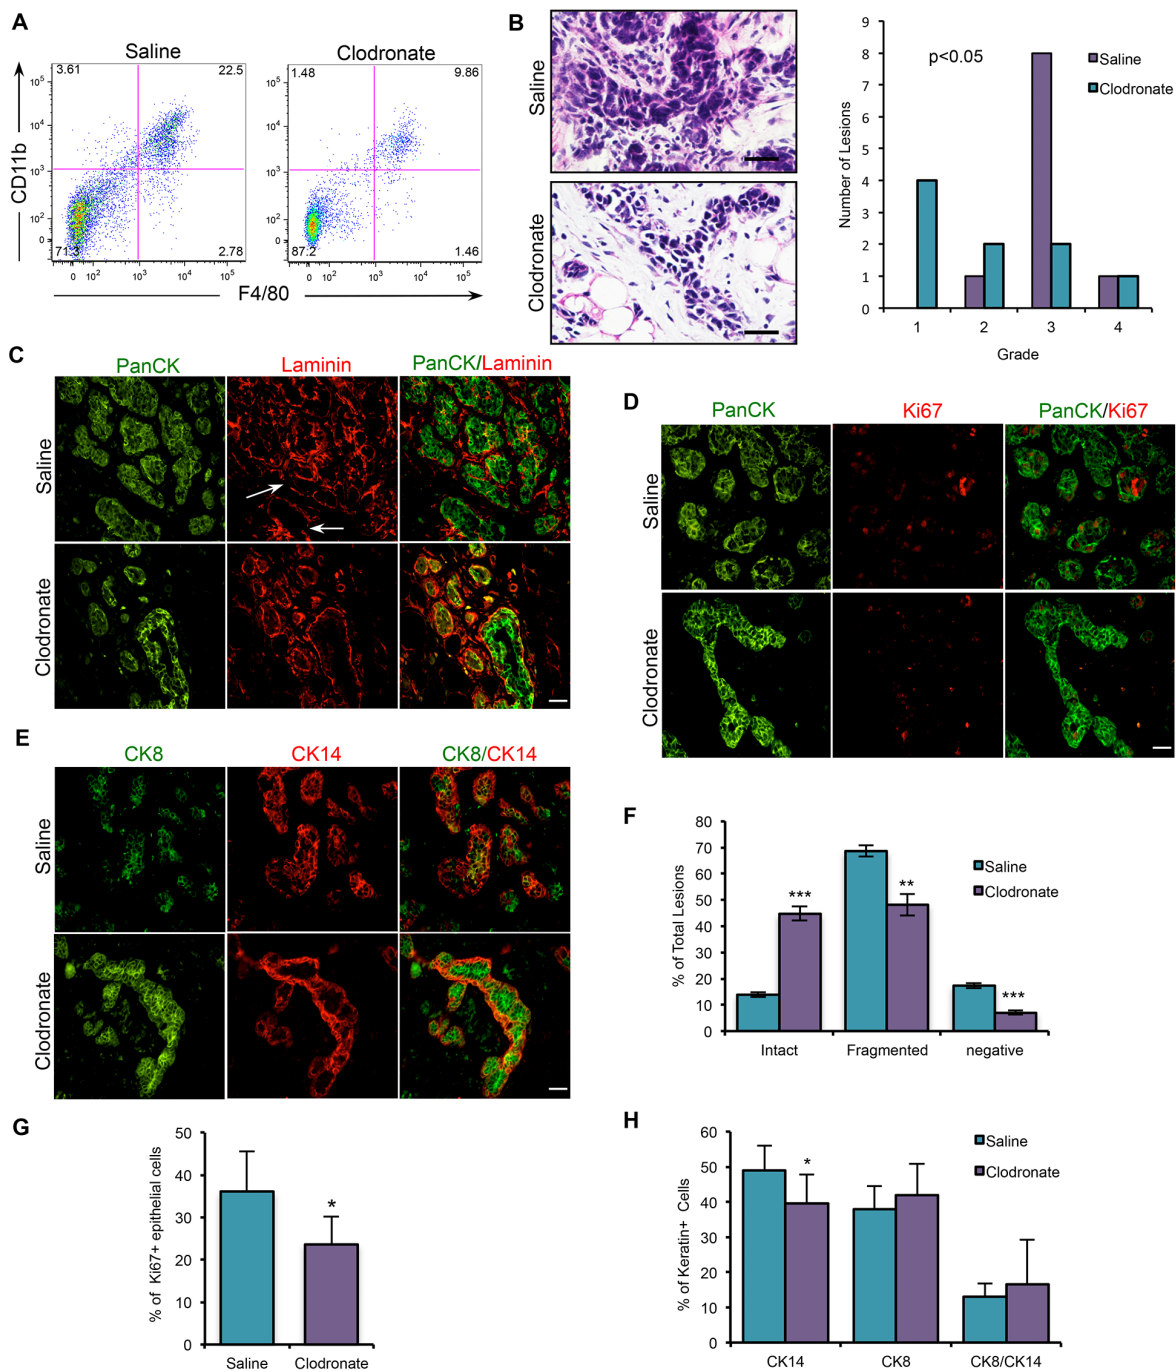 A
Saline
Clodronate
3.61
22.5
1.48
9.86
10⁵
10⁴
10³
10²
0
2.78
87.2
1.46
0
10²
10³
10⁴
10⁵
0
10²
10³
10⁴
10⁵
CD11b
F4/80
B
Saline
Clodronate
p<0.05
Saline
Clodronate
Number of Lesions
9
8
7
6
5
4
3
2
1
0
1
2
3
4
Grade
C
PanCK
Laminin
PanCK/Laminin
Saline
Clodronate
D
PanCK
Ki67
PanCK/Ki67
Saline
Clodronate
E
CK8
CK14
CK8/CK14
Saline
Clodronate
F
% of Total Lesions
80
70
60
50
40
30
20
10
0
***
**
***
Saline
Clodronate
Intact
Fragmented
negative
G
% of Ki67+ epithelial cells
50
40
30
20
10
0
*
Saline
Clodronate
H
% of Keratin+ Cells
60
50
40
30
20
10
0
*
Saline
Clodronate
CK14
CK8
CK8/CK14